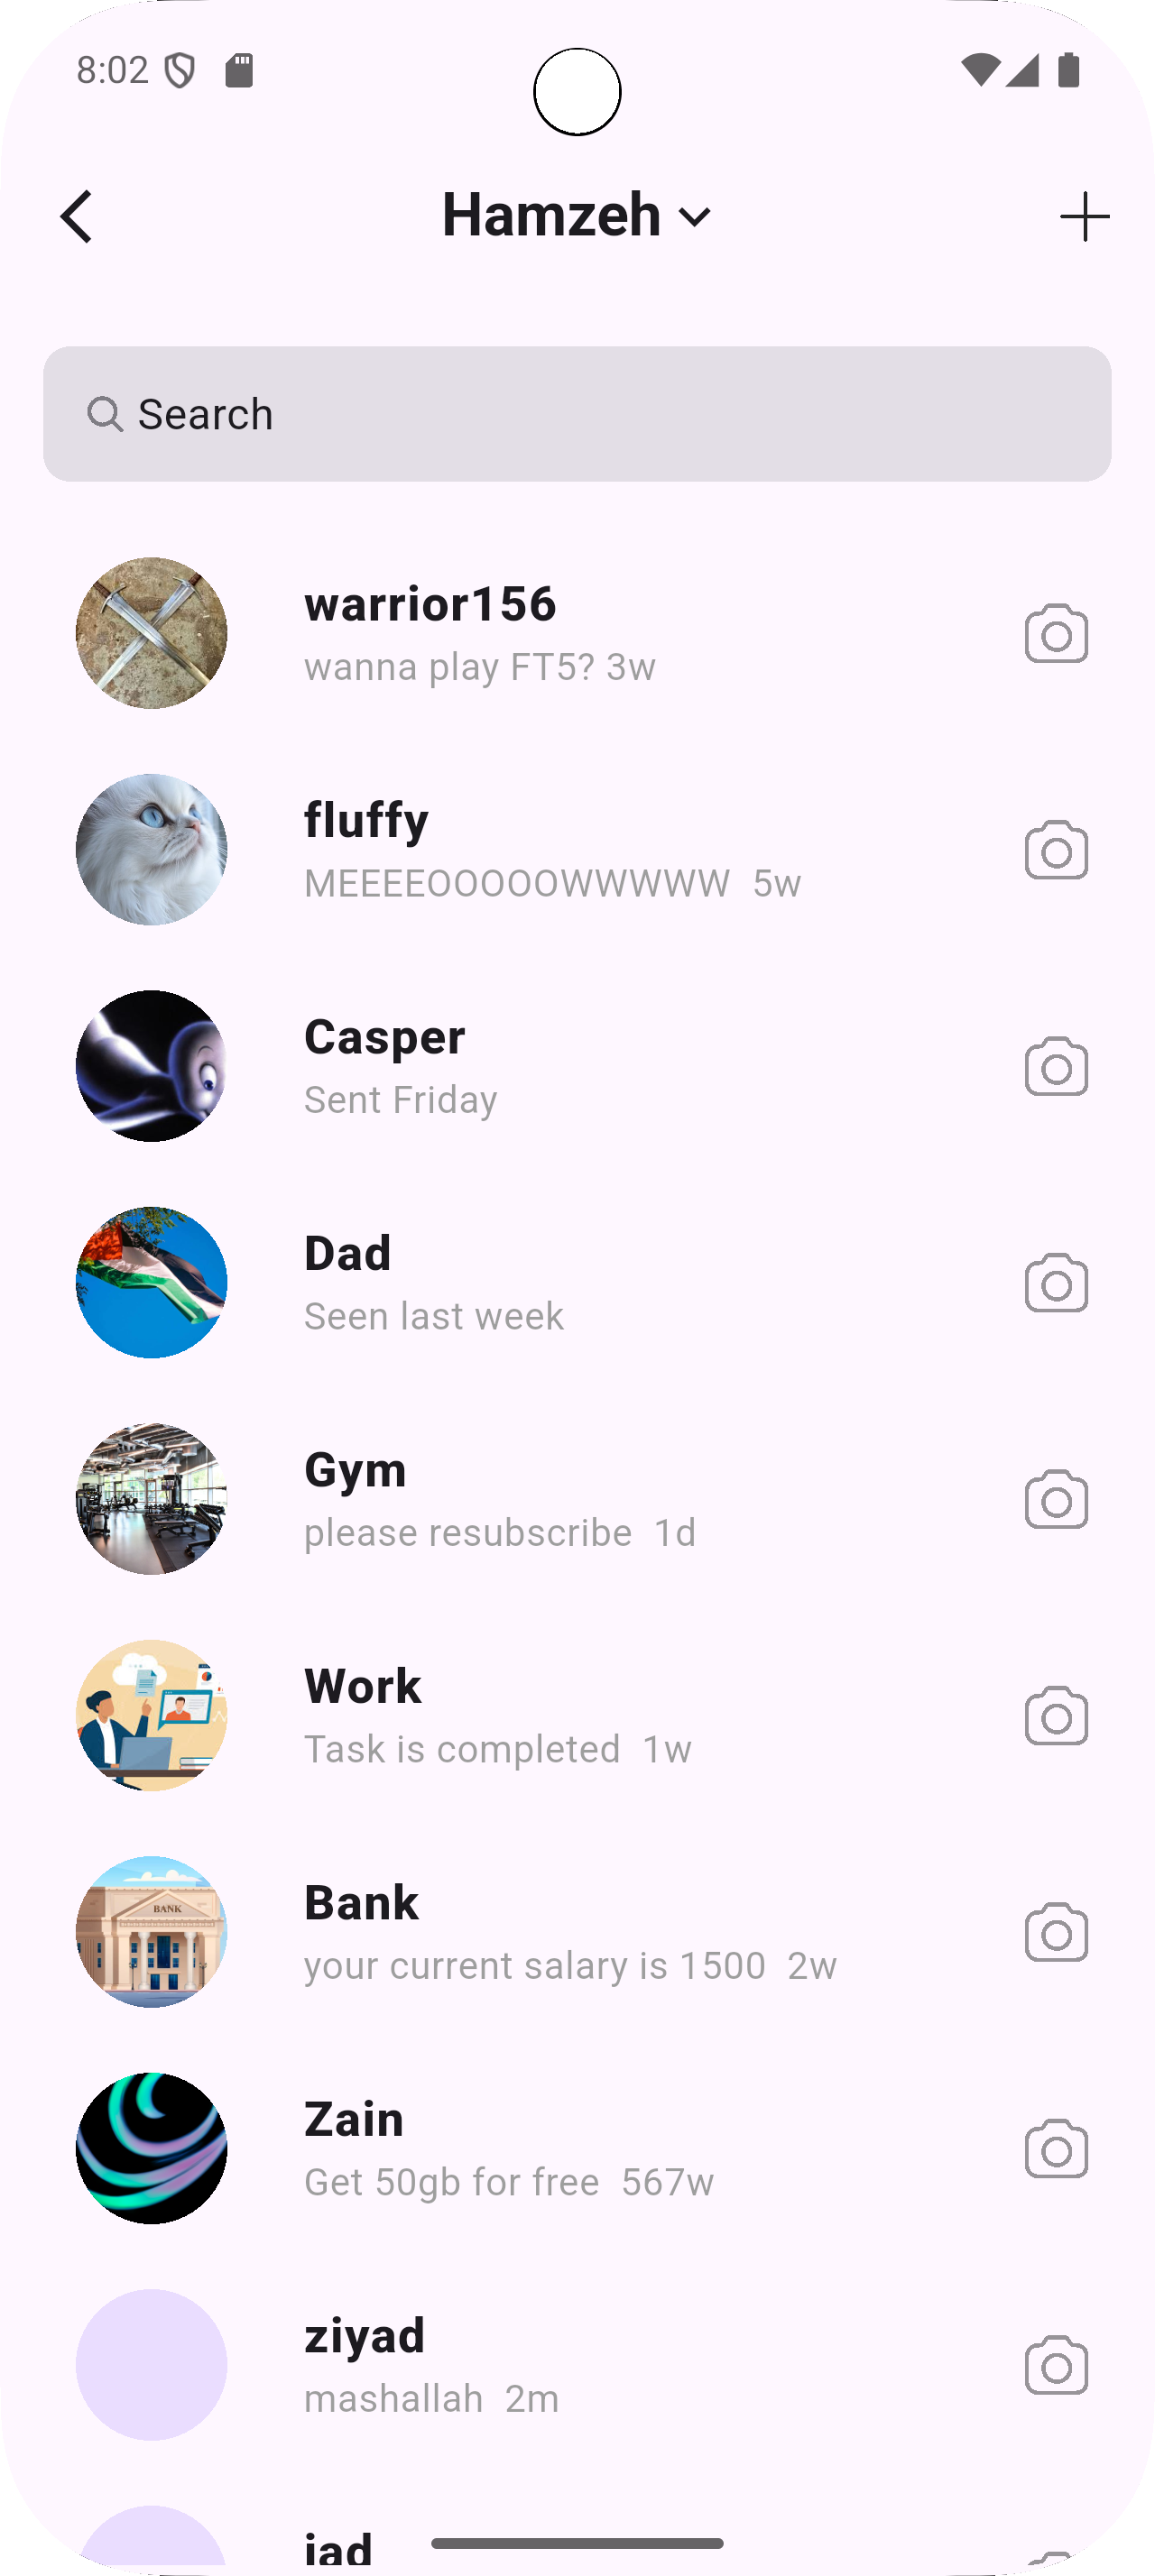 8:02
Hamzeh
Search
warrior156
wanna play FT5? 3w
fluffy
MEEEEOOOOOWWWWW 5w
Casper
Sent Friday
Dad
Seen last week
Gym
please resubscribe 1d
Work
Task is completed 1w
BANK
Bank
your current salary is 1500 2w
Zain
Get 50gb for free 567w
ziyad
mashallah 2m
iad